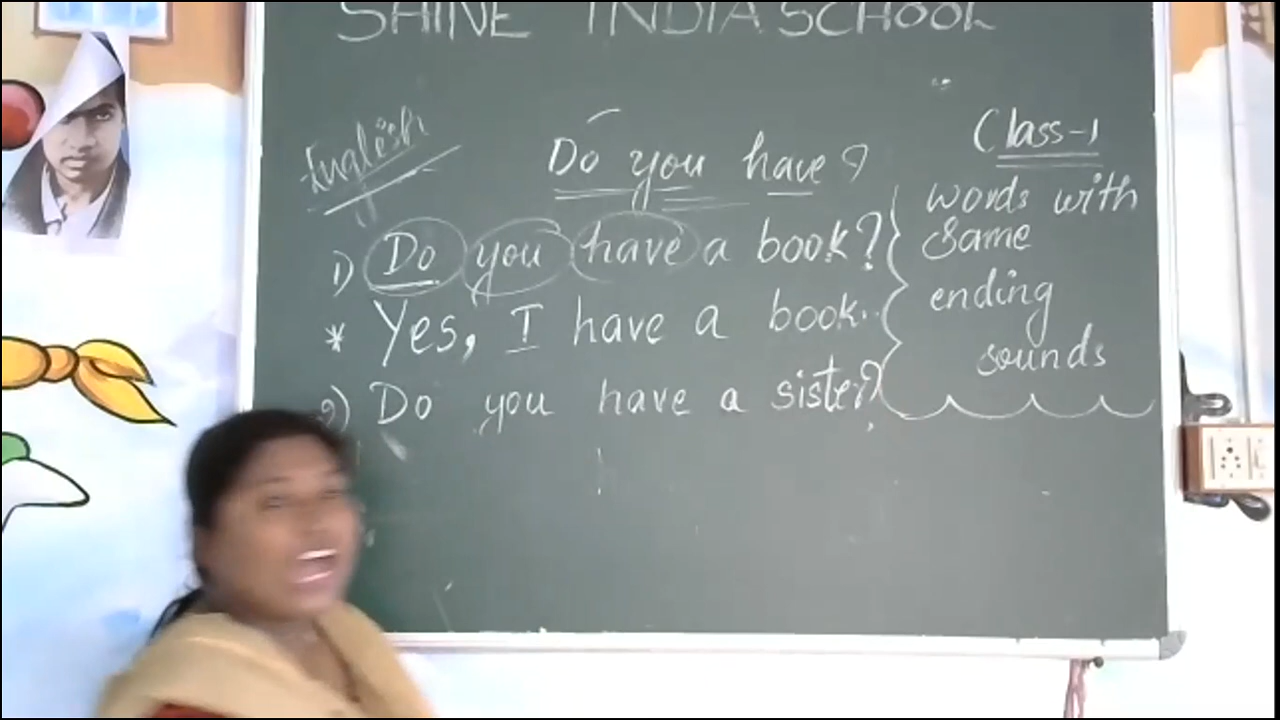 SHINE INDIA SCHOOL
English
Do you have?
Class-1
1) Do you have a book?
* Yes, I have a book.
2) Do you have a sister?
words with
same
ending
sounds